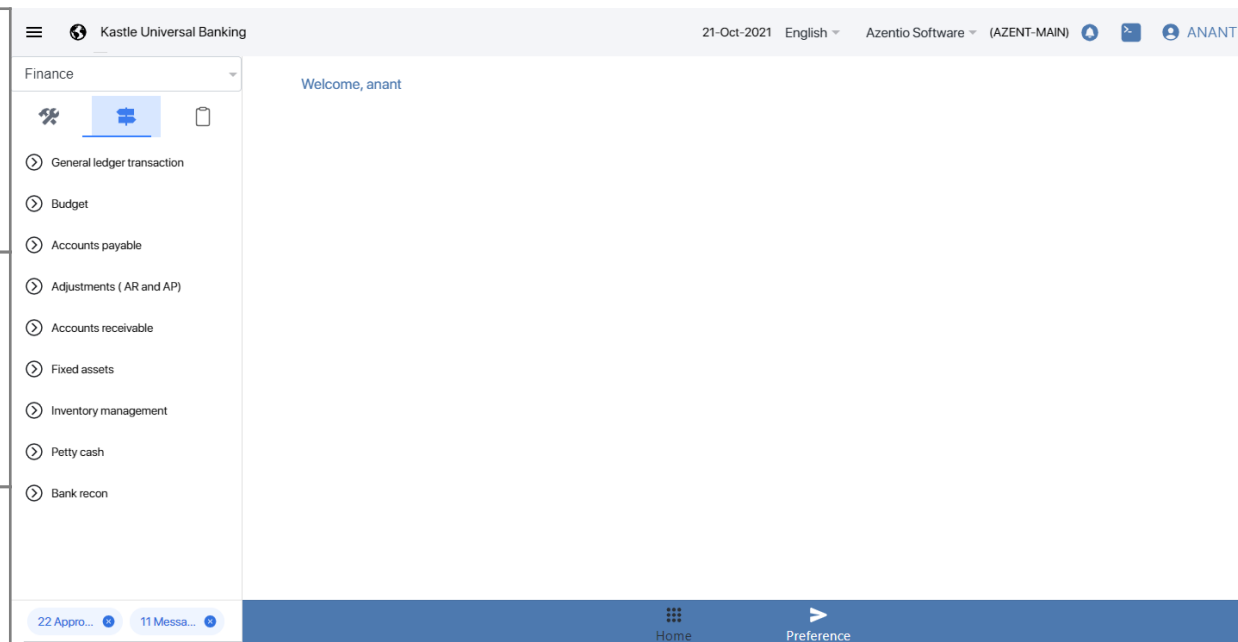 Kastle Universal Banking
21-Oct-2021 English Azentio Software (AZENT-MAIN) ANANT
Finance
Welcome, anant
General ledger transaction
Budget
Accounts payable
Adjustments ( AR and AP)
Accounts receivable
Fixed assets
Inventory management
Petty cash
Bank recon
22 Appro... 11 Messa...
Home Preference